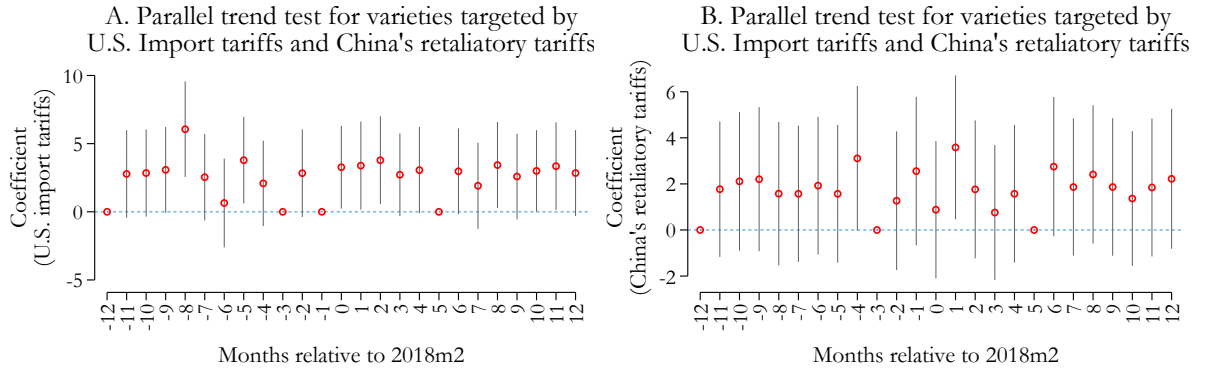 A. Parallel trend test for varieties targeted by
U.S. Import tariffs and China's retaliatory tariffs
Coefficient
(U.S. import tariffs)
10
5
0
-5
-12 -11 -10 -9 -8 -7 -6 -5 -4 -3 -2 -1 0 1 2 3 4 5 6 7 8 9 10 11 12
Months relative to 2018m2
B. Parallel trend test for varieties targeted by
U.S. Import tariffs and China's retaliatory tariffs
Coefficient
(China's retaliatory tariffs)
6
4
2
0
-2
-12 -11 -10 -9 -8 -7 -6 -5 -4 -3 -2 -1 0 1 2 3 4 5 6 7 8 9 10 11 12
Months relative to 2018m2